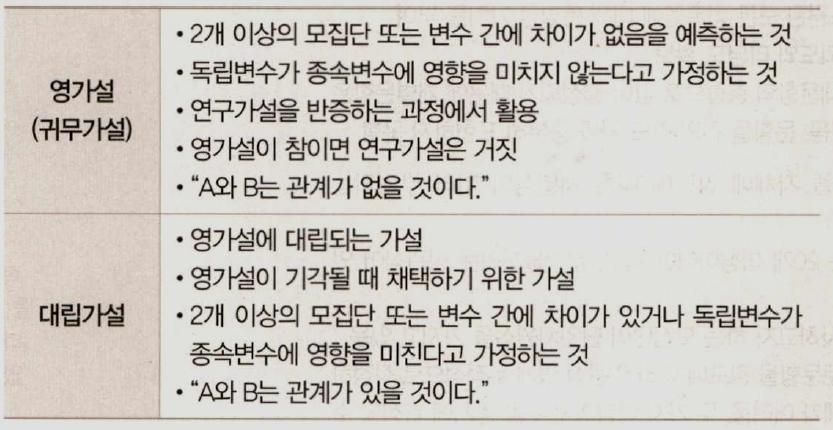 영가설
(귀무가설)
• 2개 이상의 모집단 또는 변수 간에 차이가 없음을 예측하는 것
• 독립변수가 종속변수에 영향을 미치지 않는다고 가정하는 것
• 연구가설을 반증하는 과정에서 활용
• 영가설이 참이면 연구가설은 거짓
• “A와 B는 관계가 없을 것이다.”
대립가설
• 영가설에 대립되는 가설
• 영가설이 기각될 때 채택하기 위한 가설
• 2개 이상의 모집단 또는 변수 간에 차이가 있거나 독립변수가
종속변수에 영향을 미친다고 가정하는 것
• “A와 B는 관계가 있을 것이다.”